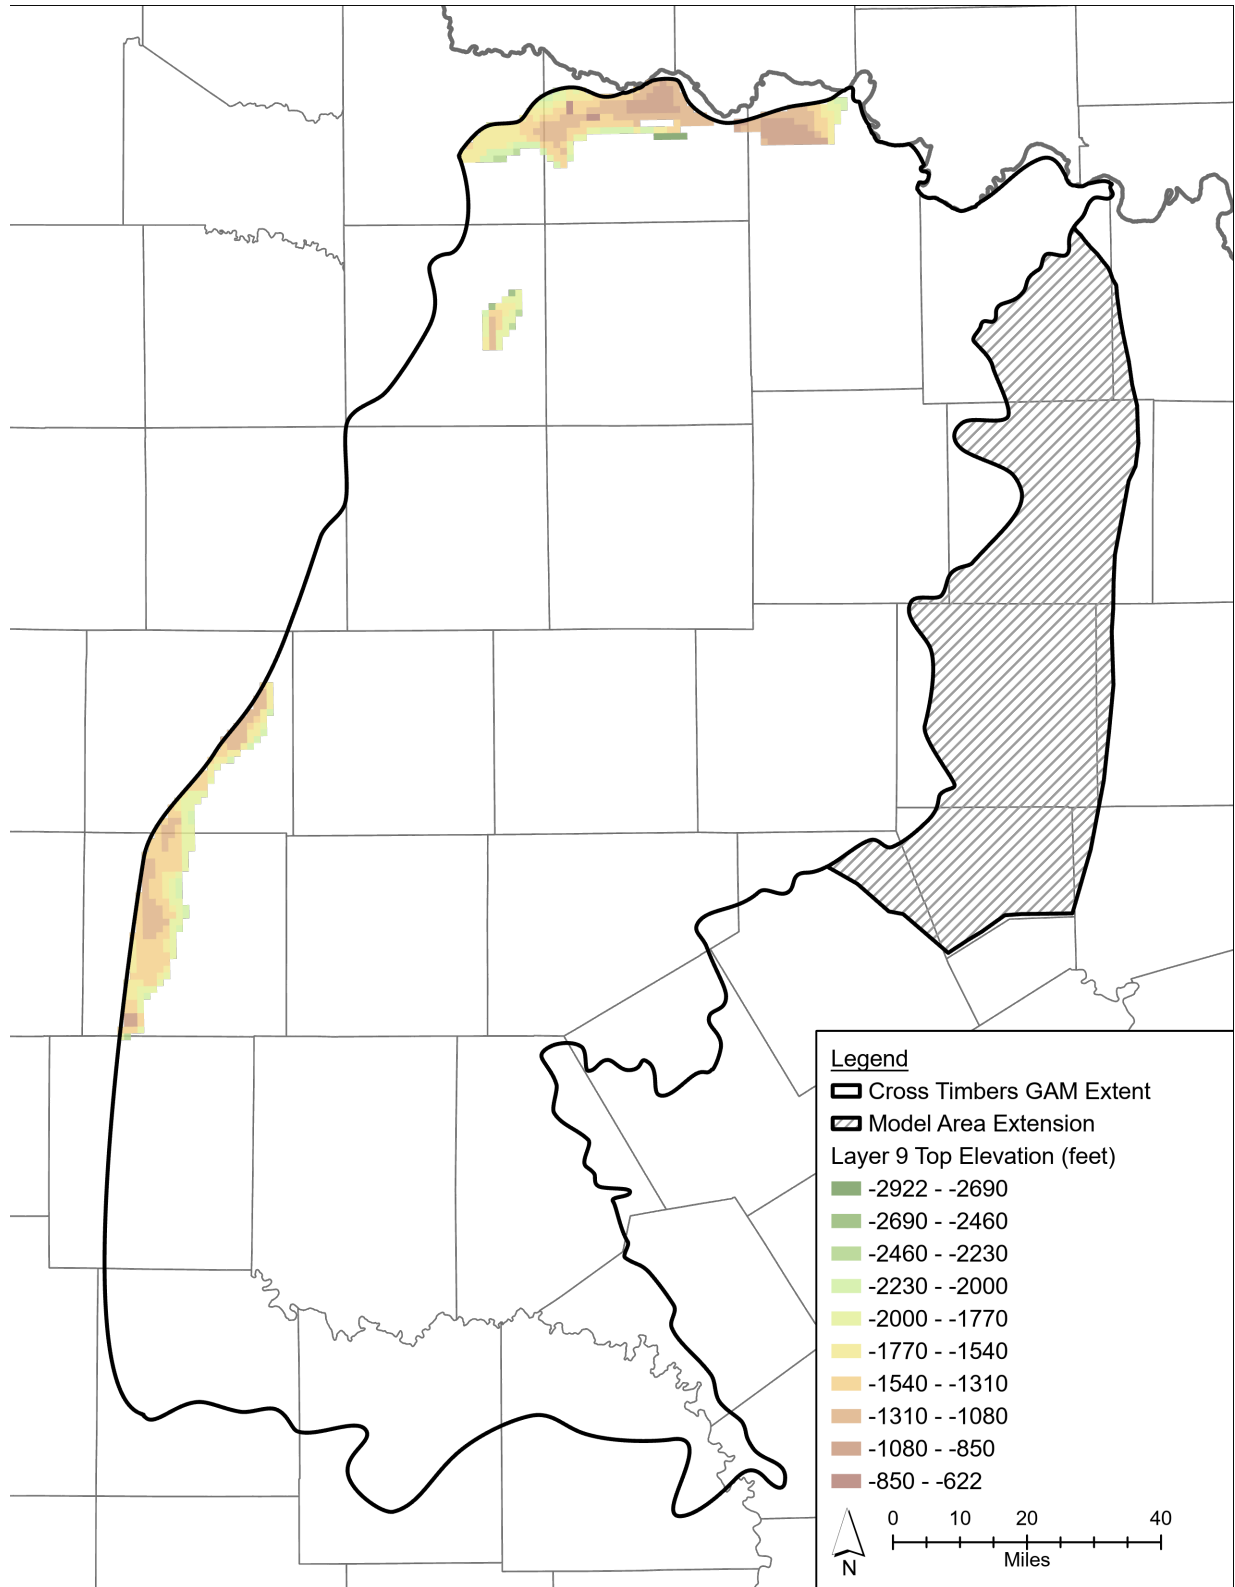 Legend
Cross Timbers GAM Extent
Model Area Extension
Layer 9 Top Elevation (feet)
-2922 - -2690
-2690 - -2460
-2460 - -2230
-2230 - -2000
-2000 - -1770
-1770 - -1540
-1540 - -1310
-1310 - -1080
-1080 - -850
-850 - -622
0 10 20 40
Miles
N